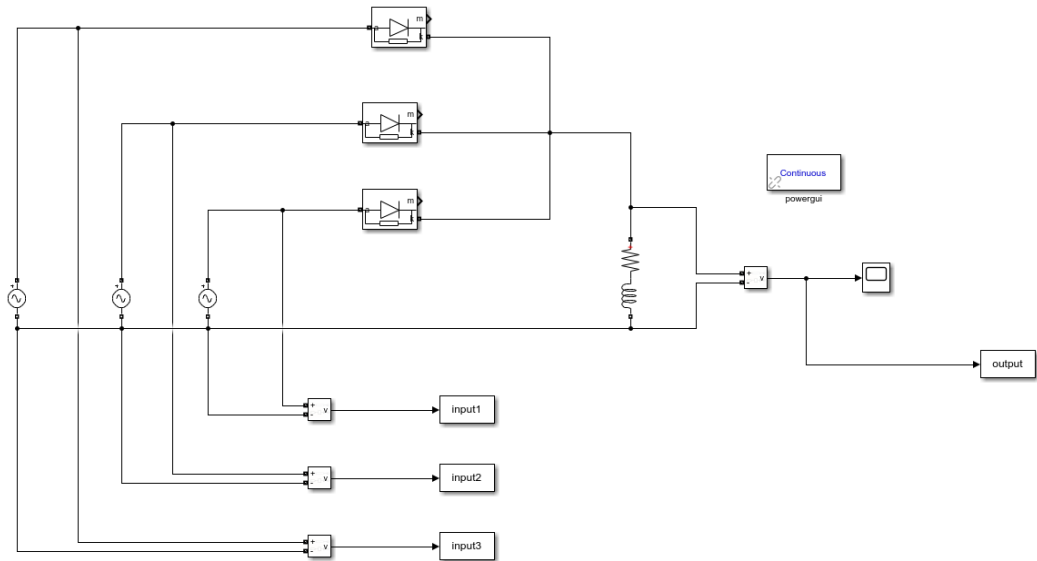 m
a
k
m
a
k
Continuous
powergui
m
a
k
+
+
v
-
output
+
v
-
input1
+
v
-
input2
+
v
-
input3